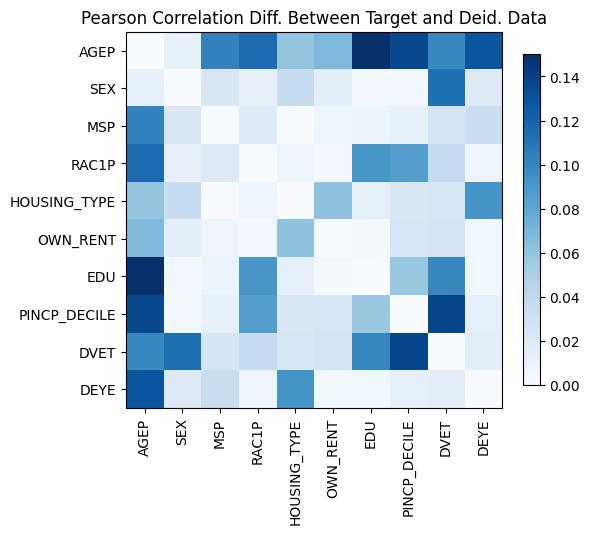 Pearson Correlation Diff. Between Target and Deid. Data
AGEP
SEX
MSP
RAC1P
HOUSING_TYPE
OWN_RENT
EDU
PINCP_DECILE
DVET
DEYE
AGEP
SEX
MSP
RAC1P
HOUSING_TYPE
OWN_RENT
EDU
PINCP_DECILE
DVET
DEYE
0.14
0.12
0.10
0.08
0.06
0.04
0.02
0.00